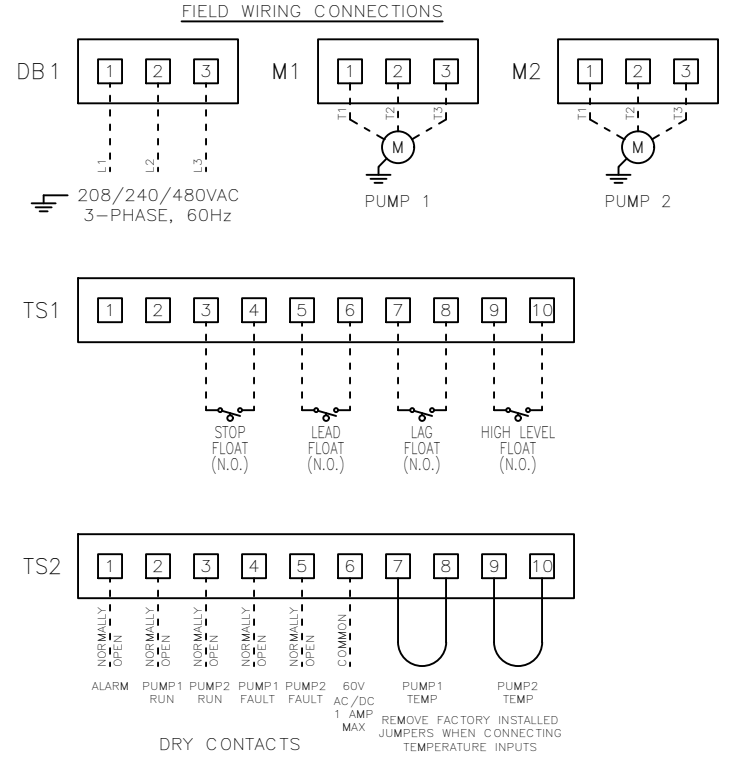 FIELD WIRING CONNECTIONS
DB1 1 2 3
M1 1 2 3
M2 1 2 3
L1 L2 L3
T1 T2 T3
T1 T2 T3
M
M
208/240/480VAC
3-PHASE, 60Hz
PUMP 1
PUMP 2
TS1 1 2 3 4 5 6 7 8 9 10
STOP
FLOAT
(N.O.)
LEAD
FLOAT
(N.O.)
LAG
FLOAT
(N.O.)
HIGH LEVEL
FLOAT
(N.O.)
TS2 1 2 3 4 5 6 7 8 9 10
NORMALLY
OPEN
NORMALLY
OPEN
NORMALLY
OPEN
NORMALLY
OPEN
NORMALLY
OPEN
COMMON
ALARM
PUMP1
RUN
PUMP2
RUN
PUMP1
FAULT
PUMP2
FAULT
60V
AC/DC
1 AMP
MAX
PUMP1
TEMP
PUMP2
TEMP
REMOVE FACTORY INSTALLED
JUMPERS WHEN CONNECTING
TEMPERATURE INPUTS
DRY CONTACTS